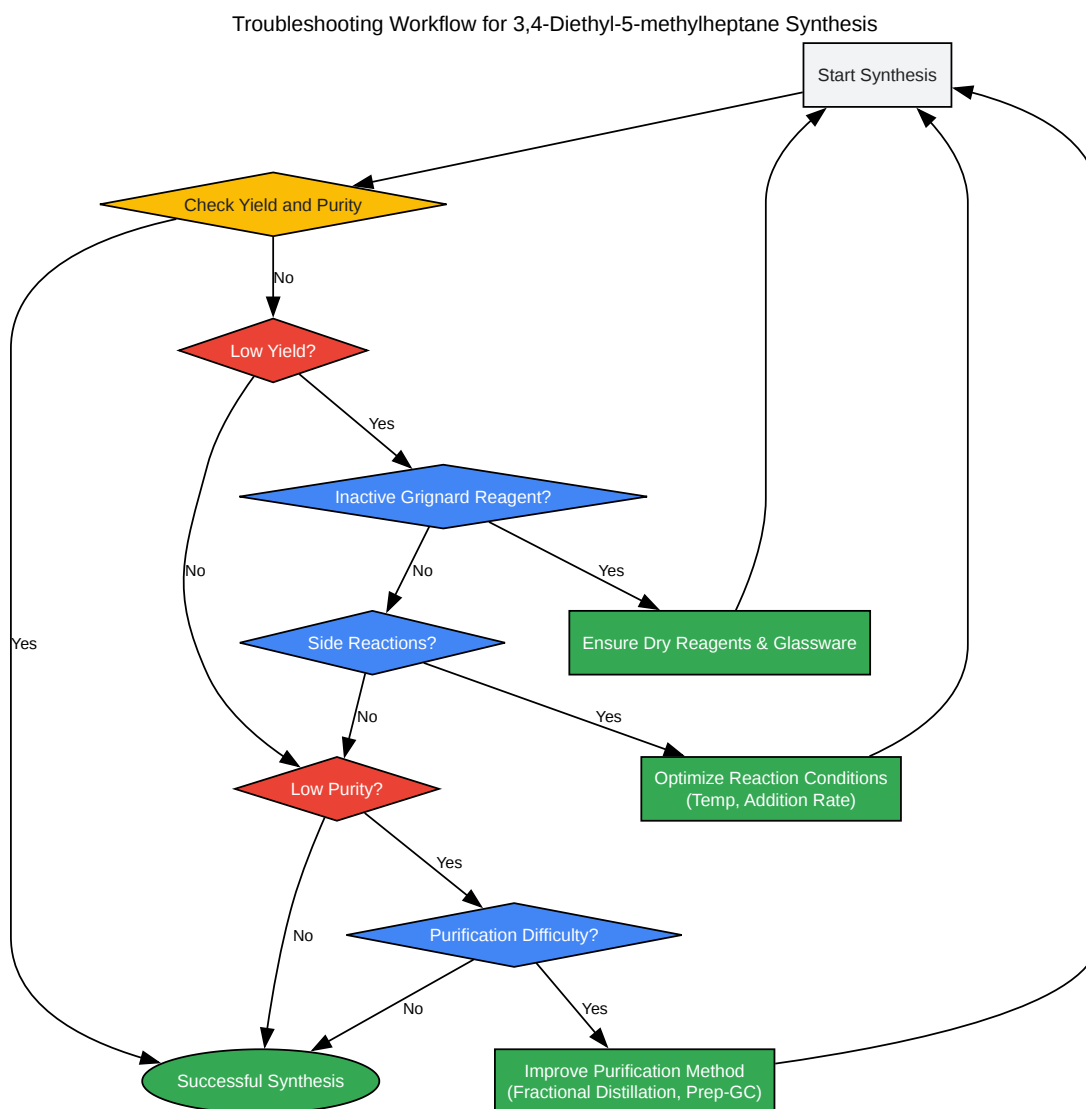 Troubleshooting Workflow for 3,4-Diethyl-5-methylheptane Synthesis
Start Synthesis
Check Yield and Purity
No
Low Yield?
Yes
Inactive Grignard Reagent?
No
No
Yes
Yes
Side Reactions?
Ensure Dry Reagents & Glassware
No
Yes
Low Purity?
Optimize Reaction Conditions
(Temp, Addition Rate)
Yes
No
Purification Difficulty?
No
Yes
Successful Synthesis
Improve Purification Method
(Fractional Distillation, Prep-GC)